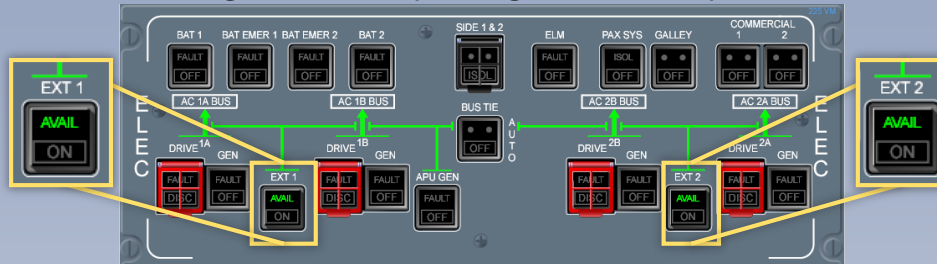 225 VM
BAT 1 BAT EMER 1 BAT EMER 2 BAT 2 SIDE 1 & 2 ELM PAX SYS GALLEY COMMERCIAL
1 2
FAULT FAULT FAULT FAULT FAULT ISOL
OFF OFF OFF OFF ISOL OFF OFF OFF OFF OFF
EXT 1
AVAIL
ON
EXT 2
AVAIL
ON
ELEC
AC 1A BUS AC 1B BUS BUS TIE AC 2B BUS AC 2A BUS
OFF
AUTO
ELEC
DRIVE 1A GEN DRIVE 1B GEN DRIVE 2B GEN DRIVE 2A GEN
EXT 1 APU GEN EXT 2
FAULT FAULT FAULT FAULT FAULT FAULT FAULT FAULT
DISC OFF DISC OFF DISC OFF DISC OFF
AVAIL FAULT AVAIL
ON OFF ON